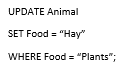 UPDATE Animal
SET Food = “Hay”
WHERE Food = “Plants”;